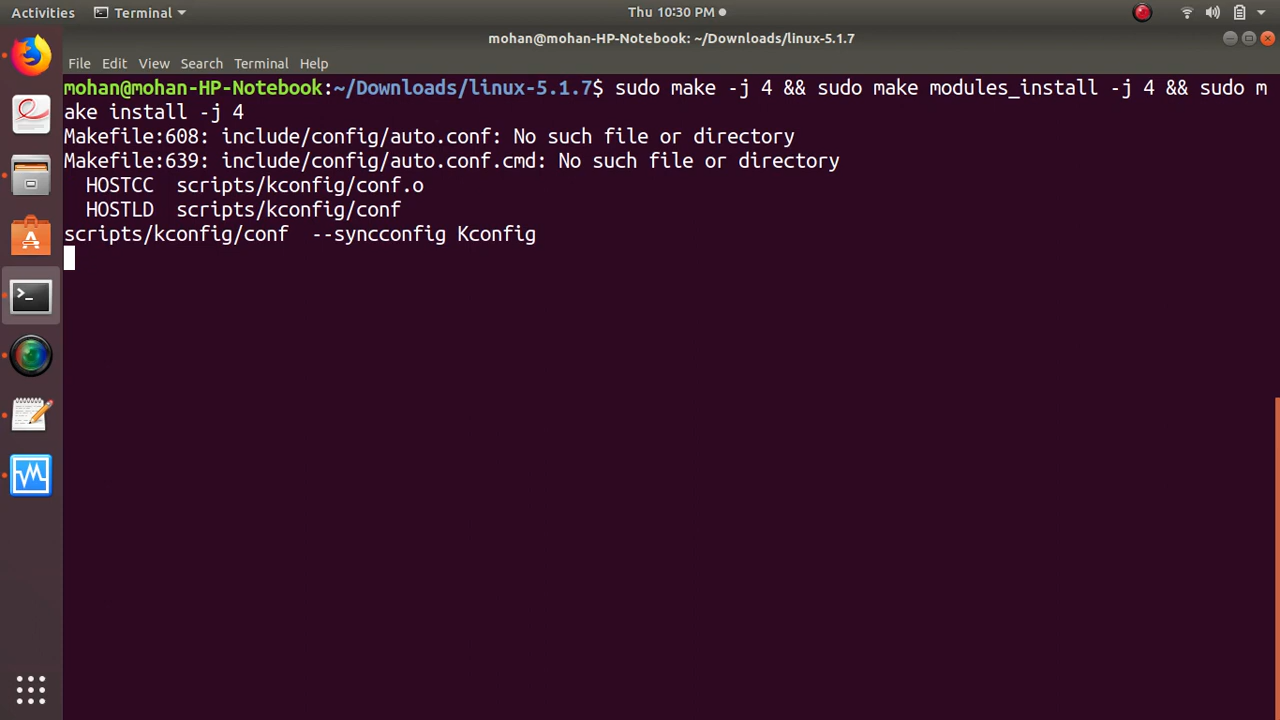 Activities Terminal Thu 10:30 PM
mohan@mohan-HP-Notebook: ~/Downloads/linux-5.1.7
File Edit View Search Terminal Help
mohan@mohan-HP-Notebook:~/Downloads/linux-5.1.7$ sudo make -j 4 && sudo make modules_install -j 4 && sudo m
ake install -j 4
Makefile:608: include/config/auto.conf: No such file or directory
Makefile:639: include/config/auto.conf.cmd: No such file or directory
  HOSTCC  scripts/kconfig/conf.o
  HOSTLD  scripts/kconfig/conf
scripts/kconfig/conf  --syncconfig Kconfig